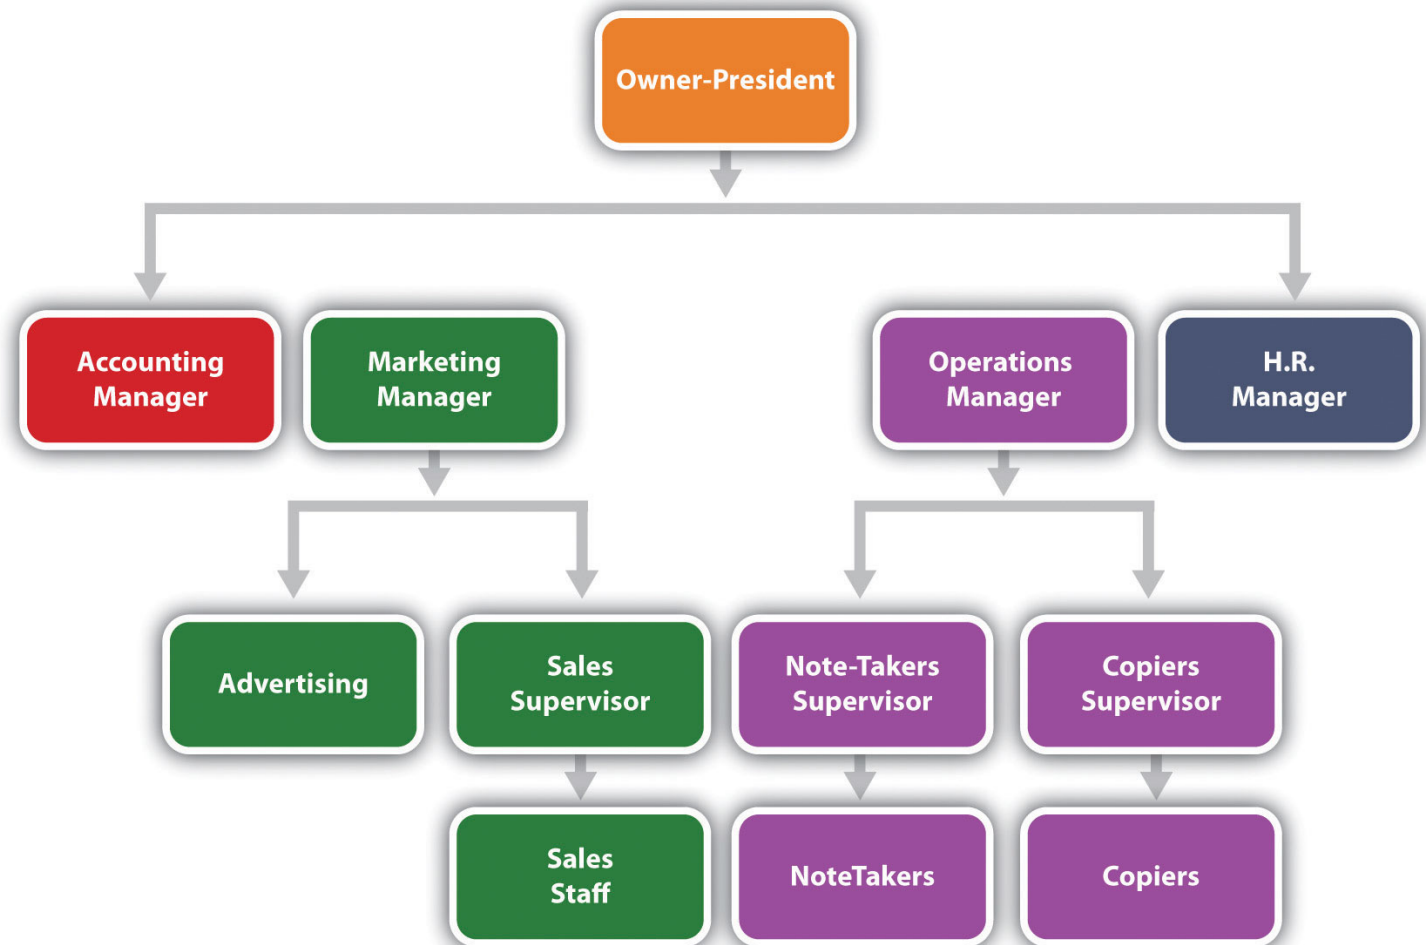 Owner-President
Accounting
Manager
Marketing
Manager
Operations
Manager
H.R.
Manager
Advertising
Sales
Supervisor
Note-Takers
Supervisor
Copiers
Supervisor
Sales
Staff
NoteTakers
Copiers